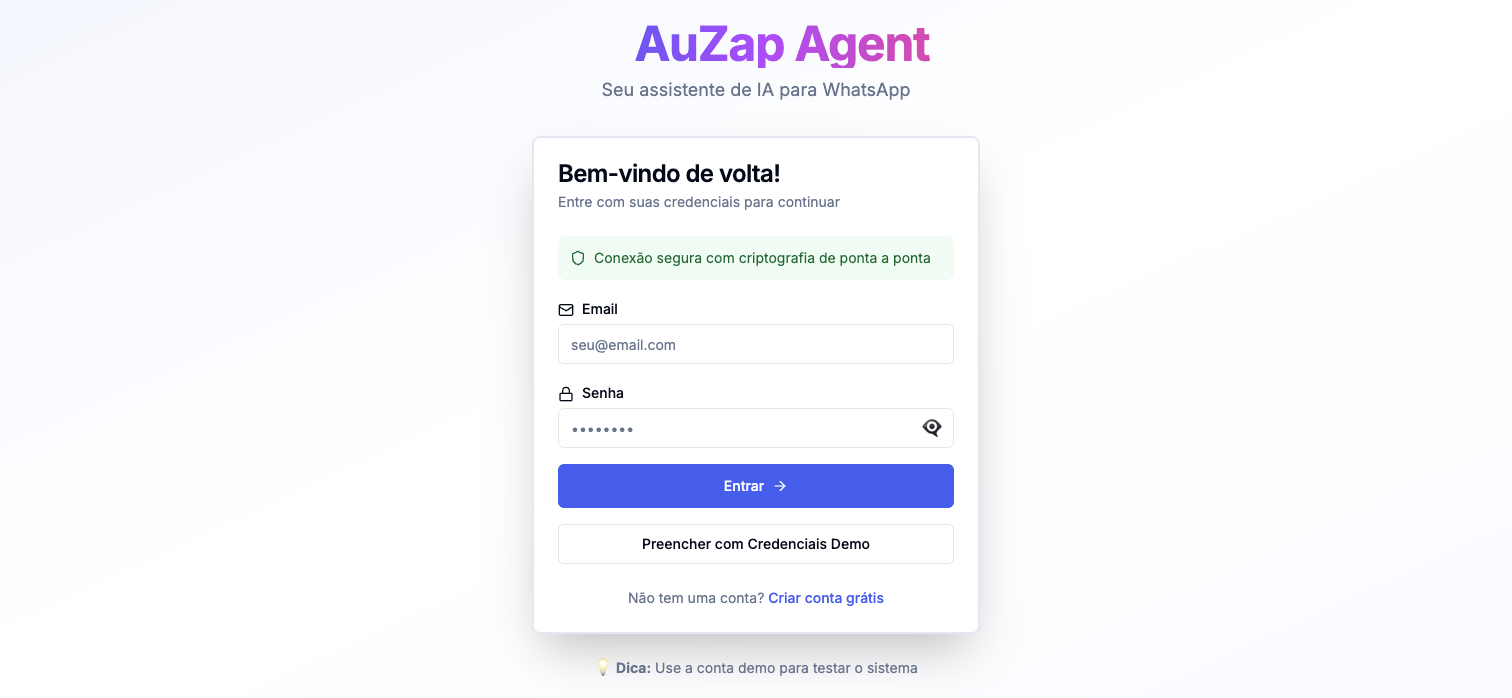 AuZap Agent
Seu assistente de IA para WhatsApp
Bem-vindo de volta!
Entre com suas credenciais para continuar
Conexão segura com criptografia de ponta a ponta
Email
seu@email.com
Senha
••••••••
Entrar →
Preencher com Credenciais Demo
Não tem uma conta? Criar conta grátis
💡 Dica: Use a conta demo para testar o sistema